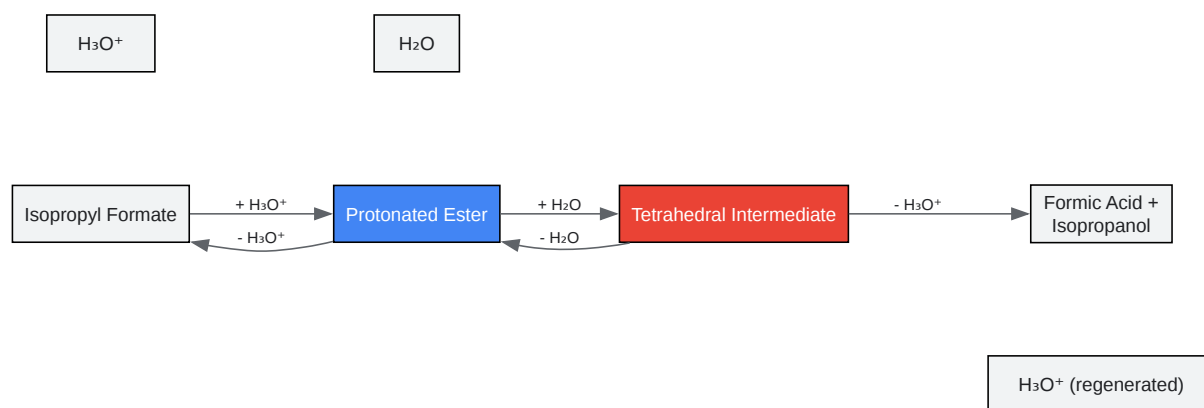 H₃O⁺
H₂O
Isopropyl Formate
+ H₃O⁺
- H₃O⁺
Protonated Ester
+ H₂O
- H₂O
Tetrahedral Intermediate
- H₃O⁺
Formic Acid +
Isopropanol
H₃O⁺ (regenerated)